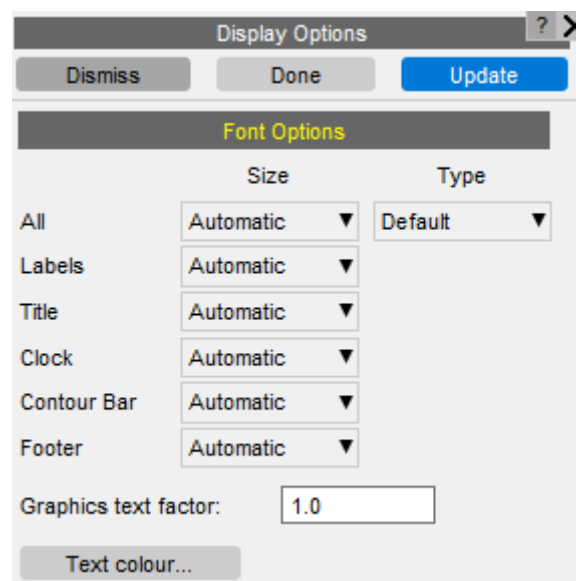 Display Options ?
Dismiss Done Update
Font Options
Size Type
All Automatic Default
Labels Automatic
Title Automatic
Clock Automatic
Contour Bar Automatic
Footer Automatic
Graphics text factor: 1.0
Text colour...